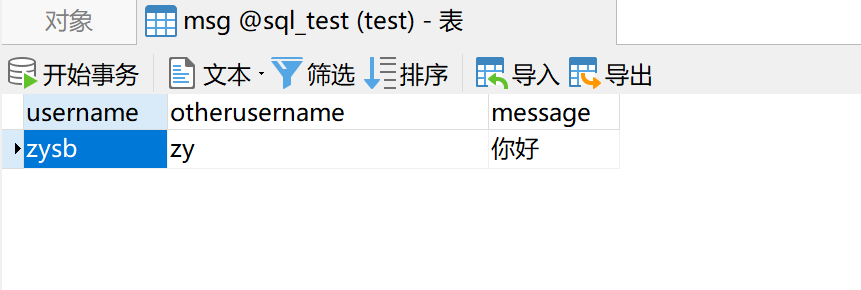 对象 msg @sql_test (test) - 表
开始事务 文本 筛选 排序 导入 导出
username otherusername message
zysb zy 你好